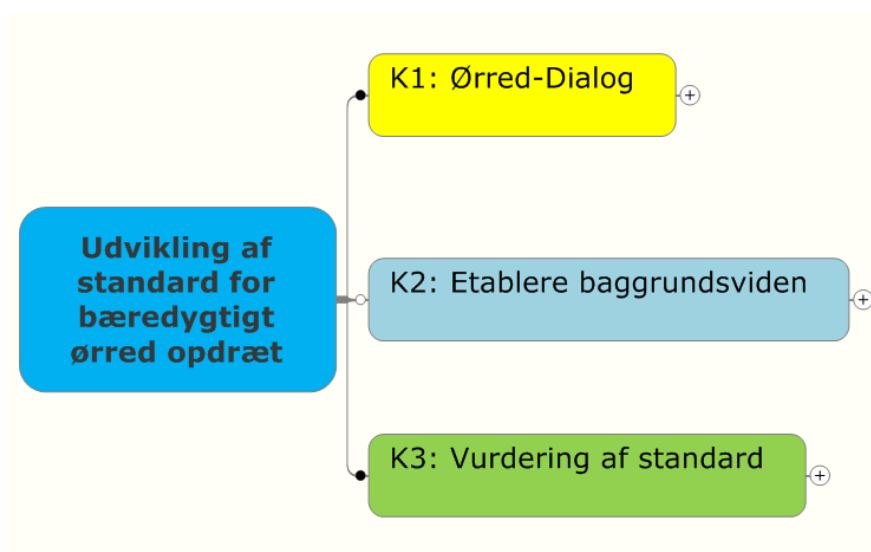 K1: Ørred-Dialog
Udvikling af
standard for
bæredygtigt
ørred opdræt
K2: Etablere baggrundsviden
K3: Vurdering af standard